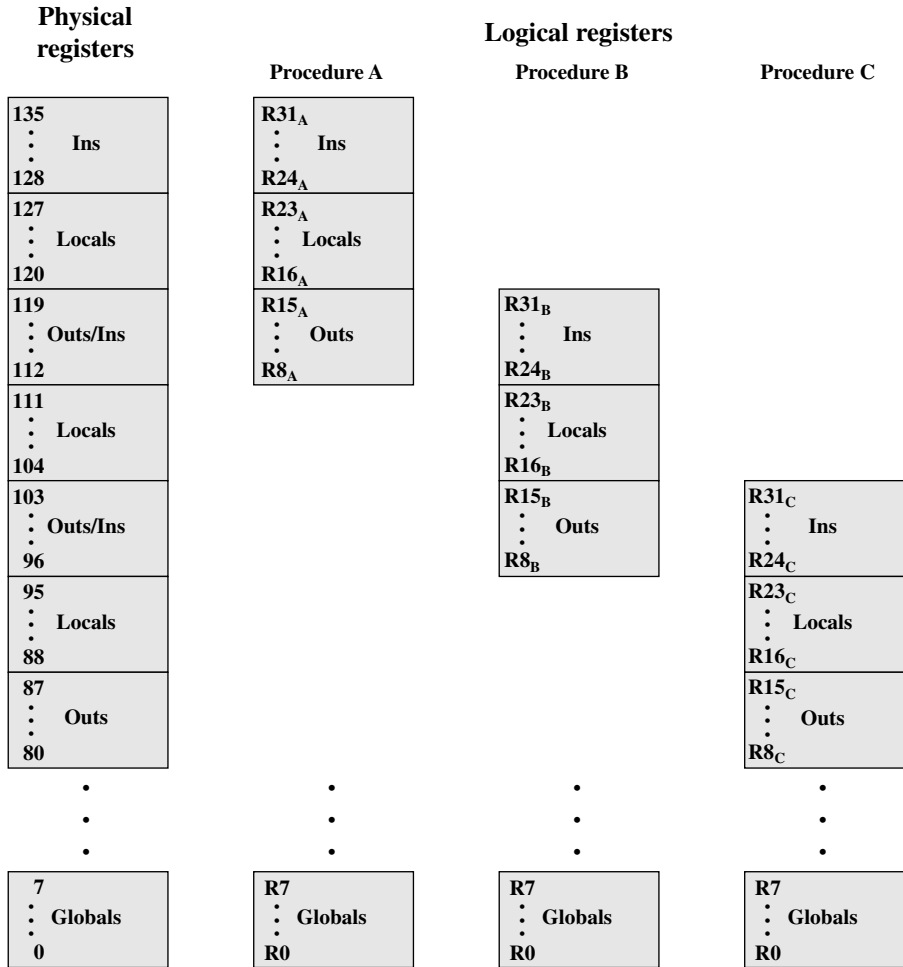 Physical registers
Logical registers
Procedure A Procedure B Procedure C
135 R31A
Ins Ins
128 R24A
127 R23A
Locals Locals
120 R16A
119 R15A R31B
Outs/Ins Outs Ins
112 R8A R24B
111 R23B
Locals Locals
104 R16B
103 R15B R31C
Outs/Ins Outs Ins
96 R8B R24C
95 R23C
Locals Locals
88 R16C
87 R15C
Outs Outs
80 R8C
7 R7 R7 R7
Globals Globals Globals Globals
0 R0 R0 R0